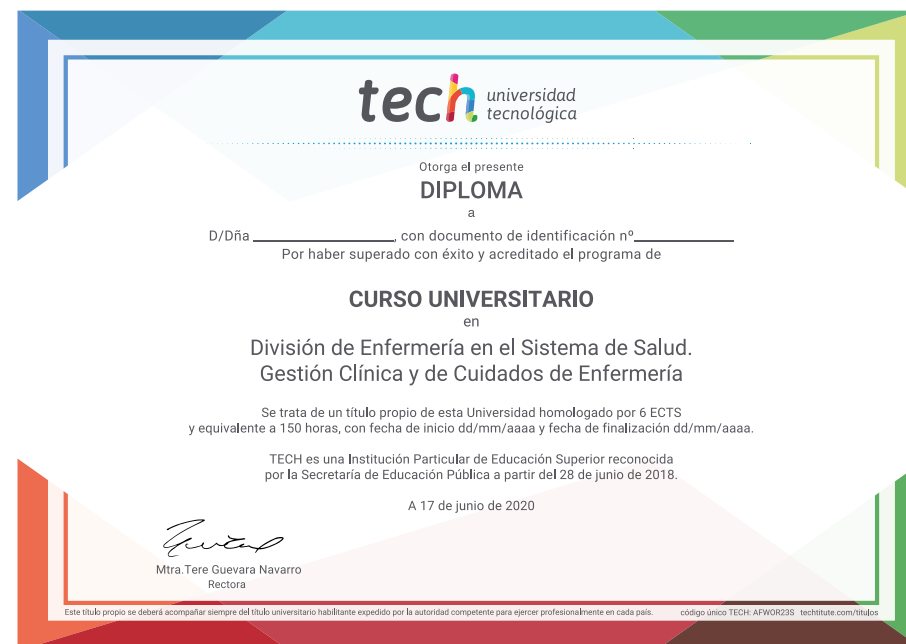 tech universidad
tecnológica
Otorga el presente
DIPLOMA
a
D/Dña ____________, con documento de identificación nº____________
Por haber superado con éxito y acreditado el programa de
CURSO UNIVERSITARIO
en
División de Enfermería en el Sistema de Salud.
Gestión Clínica y de Cuidados de Enfermería
Se trata de un título propio de esta Universidad homologado por 6 ECTS
y equivalente a 150 horas, con fecha de inicio dd/mm/aaaa y fecha de finalización dd/mm/aaaa.
TECH es una Institución Particular de Educación Superior reconocida
por la Secretaría de Educación Pública a partir del 28 de junio de 2018.
A 17 de junio de 2020
Mtra.Tere Guevara Navarro
Rectora
Este título propio se deberá acompañar siempre del título universitario habilitante expedido por la autoridad competente para ejercer profesionalmente en cada país. código único TECH: AFWOR23S techtitute.com/titulos